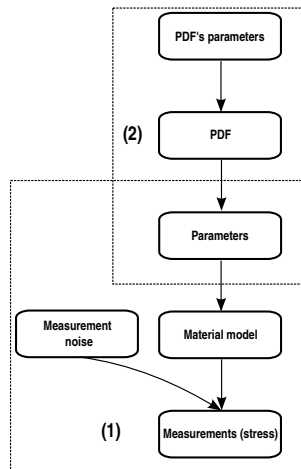 PDF's parameters
(2)
PDF
Parameters
Measurement
noise
Material model
(1)
Measurements (stress)